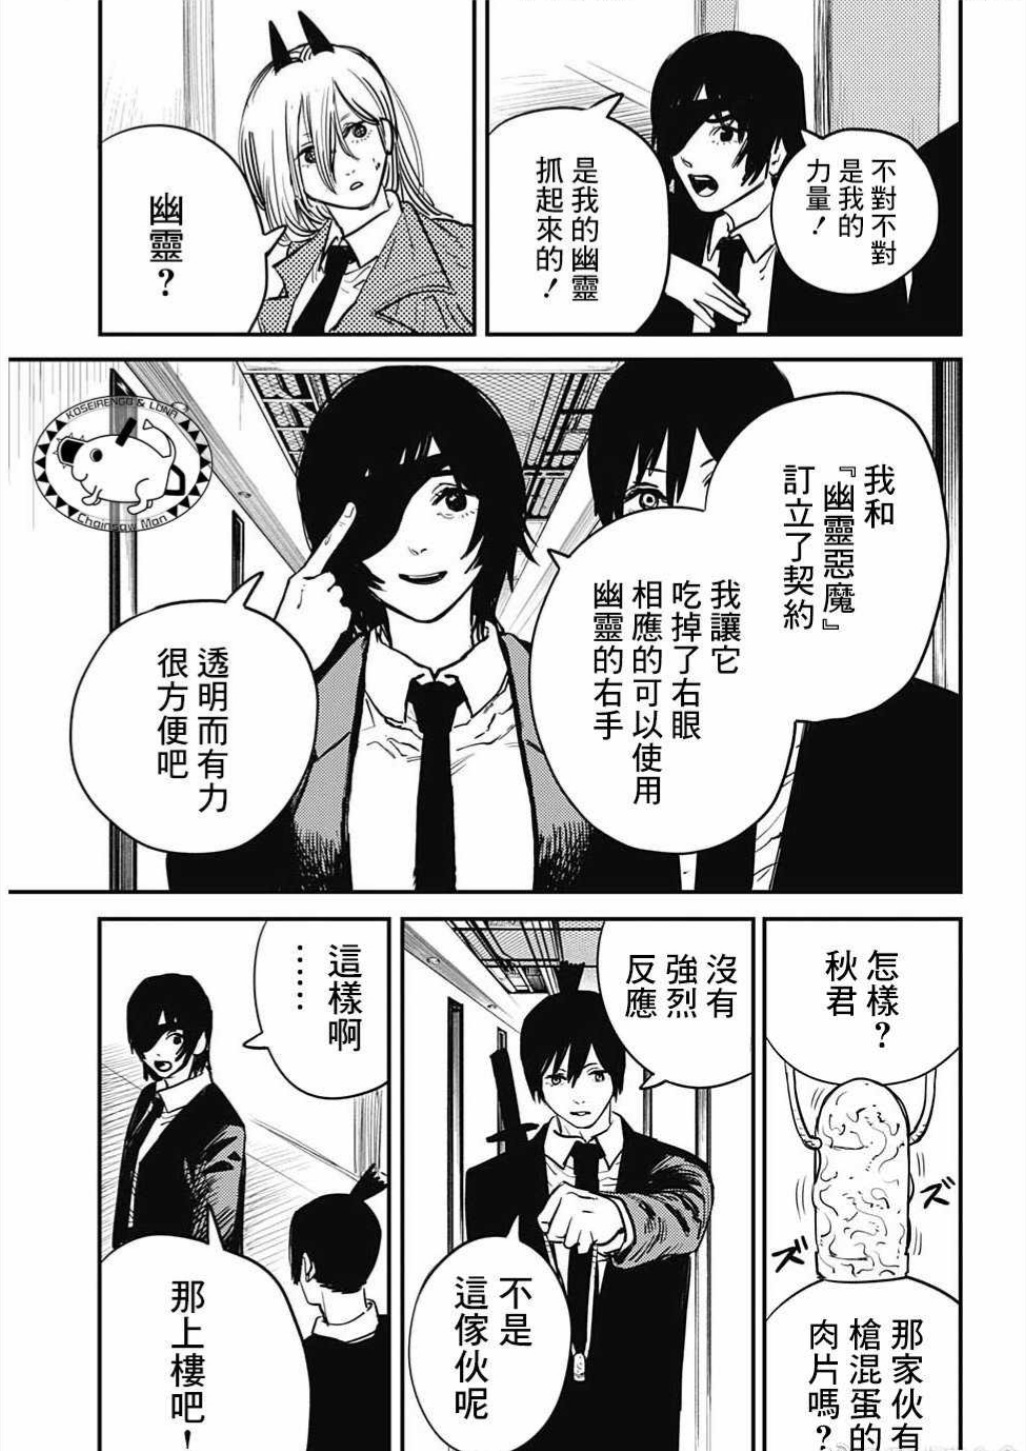 不對不對
是我的
力量！
是我的幽靈
抓起來的！
幽靈？
我和
『幽靈惡魔』
訂立了契約
我讓它
吃掉了右眼
相應的可以使用
幽靈的右手
透明而有力
很方便吧
KOSEIRENGO & LONA
Chainsaw Man
怎樣？
秋君
ズ
ズ
那家伙有
槍混蛋的
肉片嗎？
沒有
強烈
反應
不是
這傢伙呢
這樣啊
……
那上樓吧！